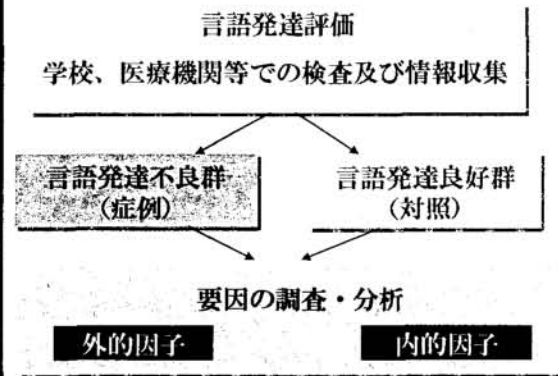 言語発達評価
学校、医療機関等での検査及び情報収集
言語発達不良群
(症例)
言語発達良好群
(対照)
要因の調査・分析
外的因子
内的因子